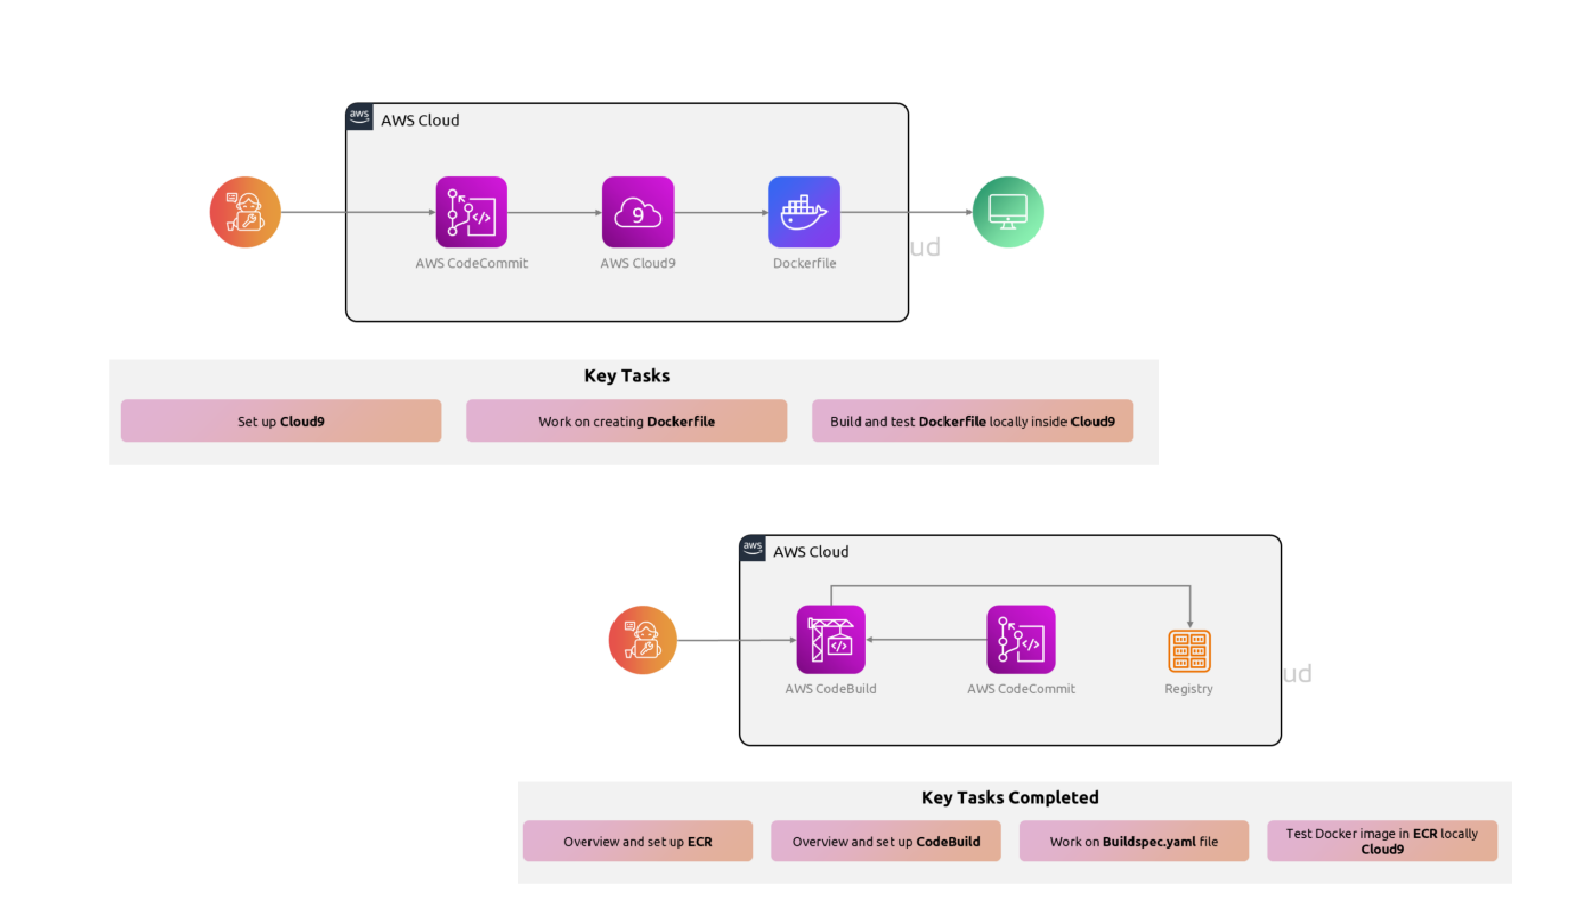 aws
AWS Cloud
9
</>
AWS CodeCommit
AWS Cloud9
Dockerfile
ud
Key Tasks
Set up Cloud9
Work on creating Dockerfile
Build and test Dockerfile locally inside Cloud9
aws
AWS Cloud
</>
</>
AWS CodeBuild
AWS CodeCommit
Registry
ud
Key Tasks Completed
Overview and set up ECR
Overview and set up CodeBuild
Work on Buildspec.yaml file
Test Docker image in ECR locally
Cloud9